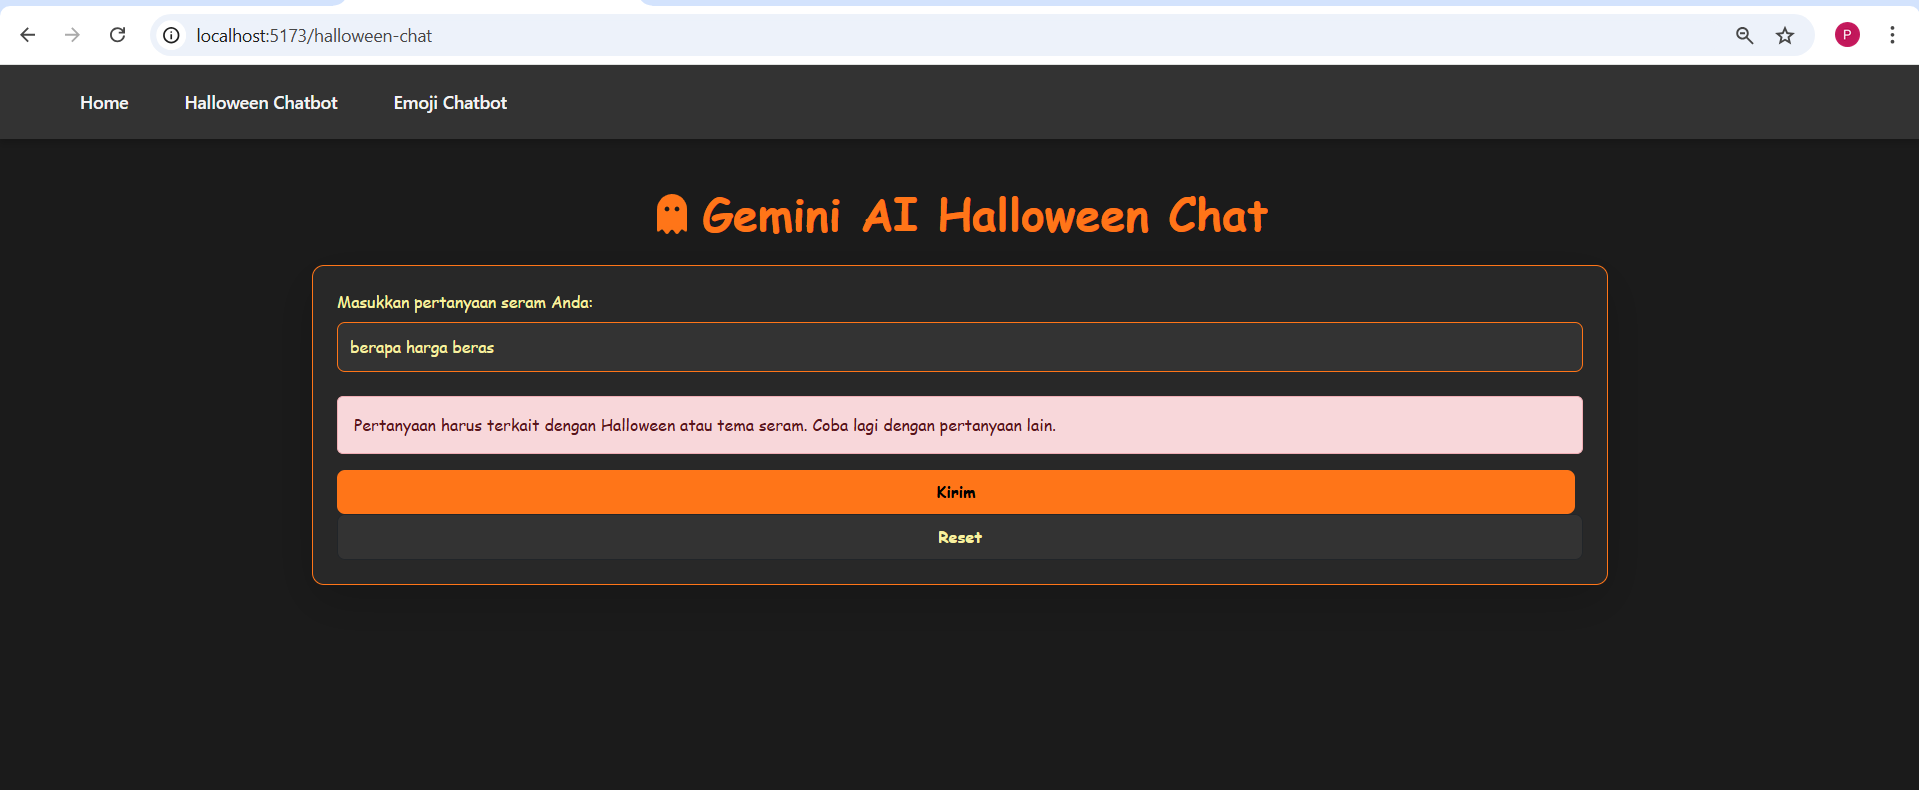 localhost:5173/halloween-chat
P
Home Halloween Chatbot Emoji Chatbot
Gemini AI Halloween Chat
Masukkan pertanyaan seram Anda:
berapa harga beras
Pertanyaan harus terkait dengan Halloween atau tema seram. Coba lagi dengan pertanyaan lain.
Kirim
Reset